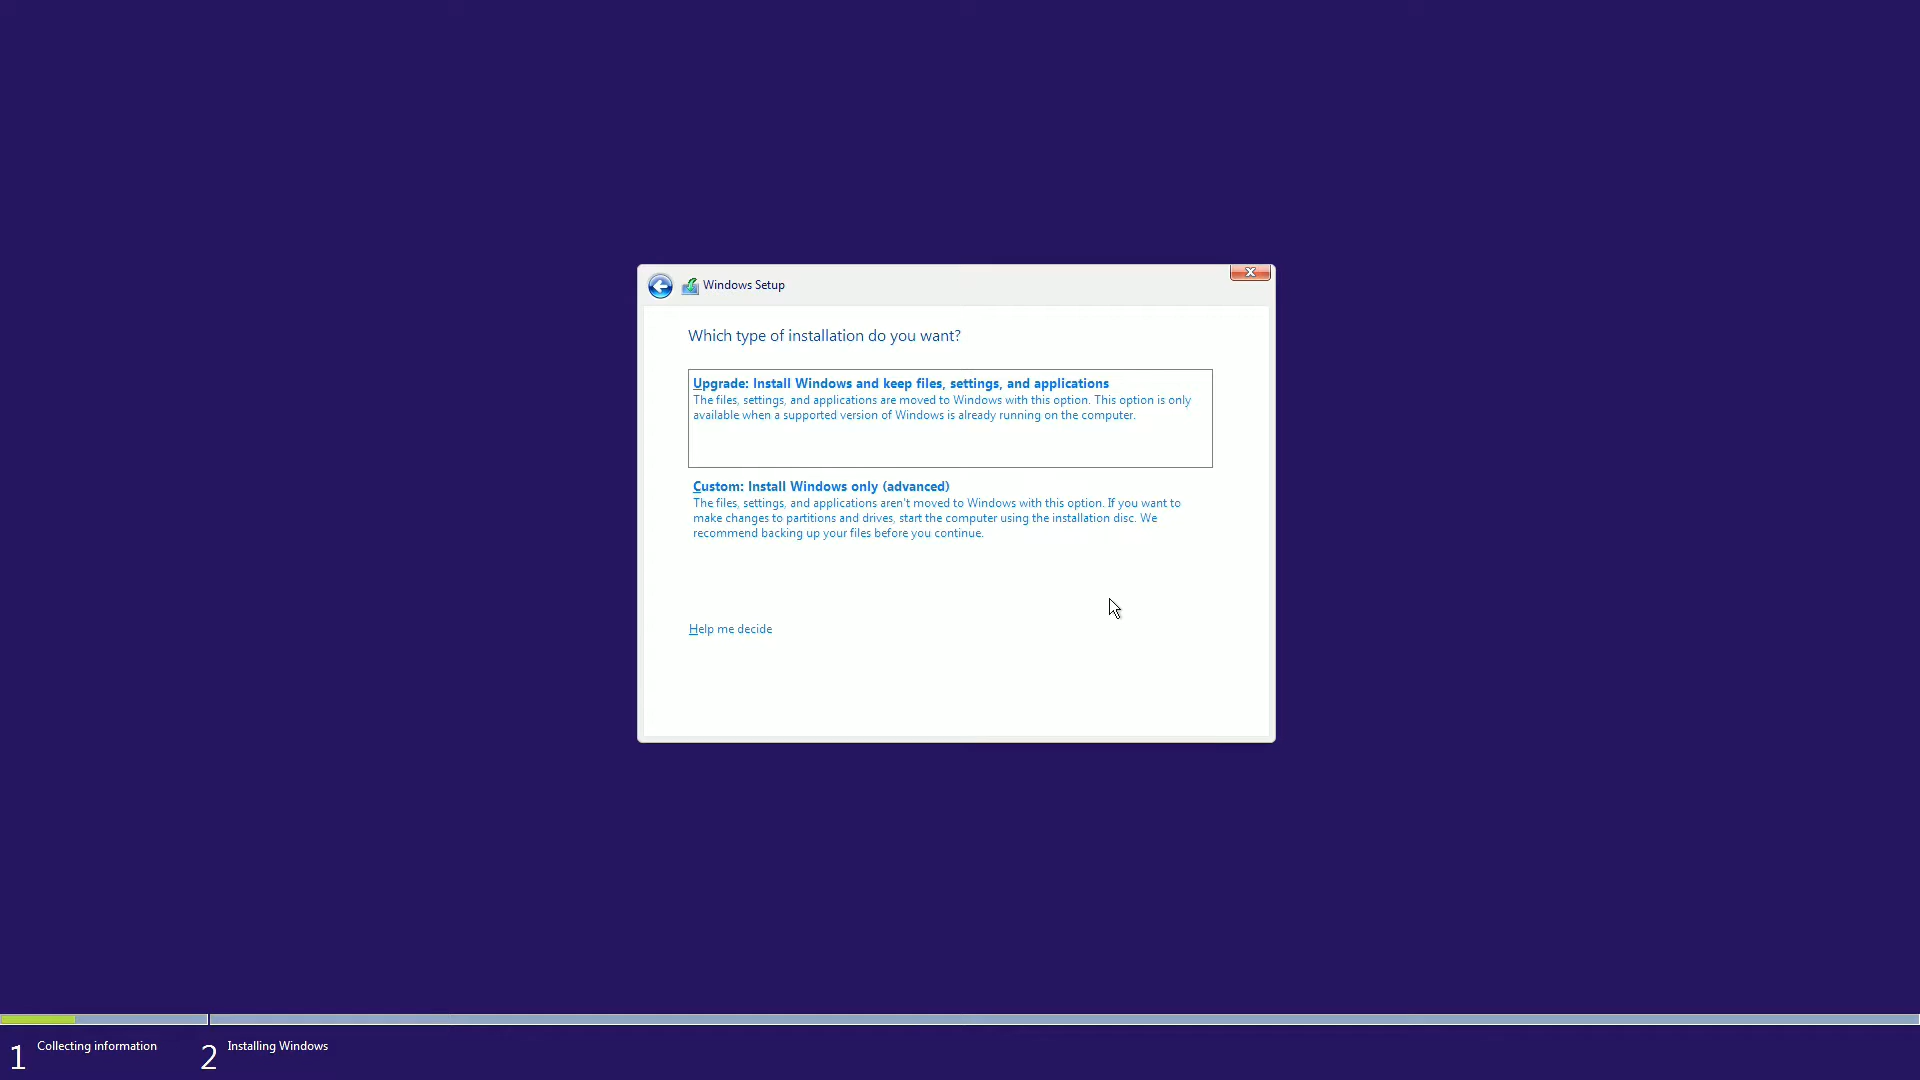 Windows Setup
Which type of installation do you want?
Upgrade: Install Windows and keep files, settings, and applications
The files, settings, and applications are moved to Windows with this option. This option is only
available when a supported version of Windows is already running on the computer.
Custom: Install Windows only (advanced)
The files, settings, and applications aren't moved to Windows with this option. If you want to
make changes to partitions and drives, start the computer using the installation disc. We
recommend backing up your files before you continue.
Help me decide
1 Collecting information
2 Installing Windows